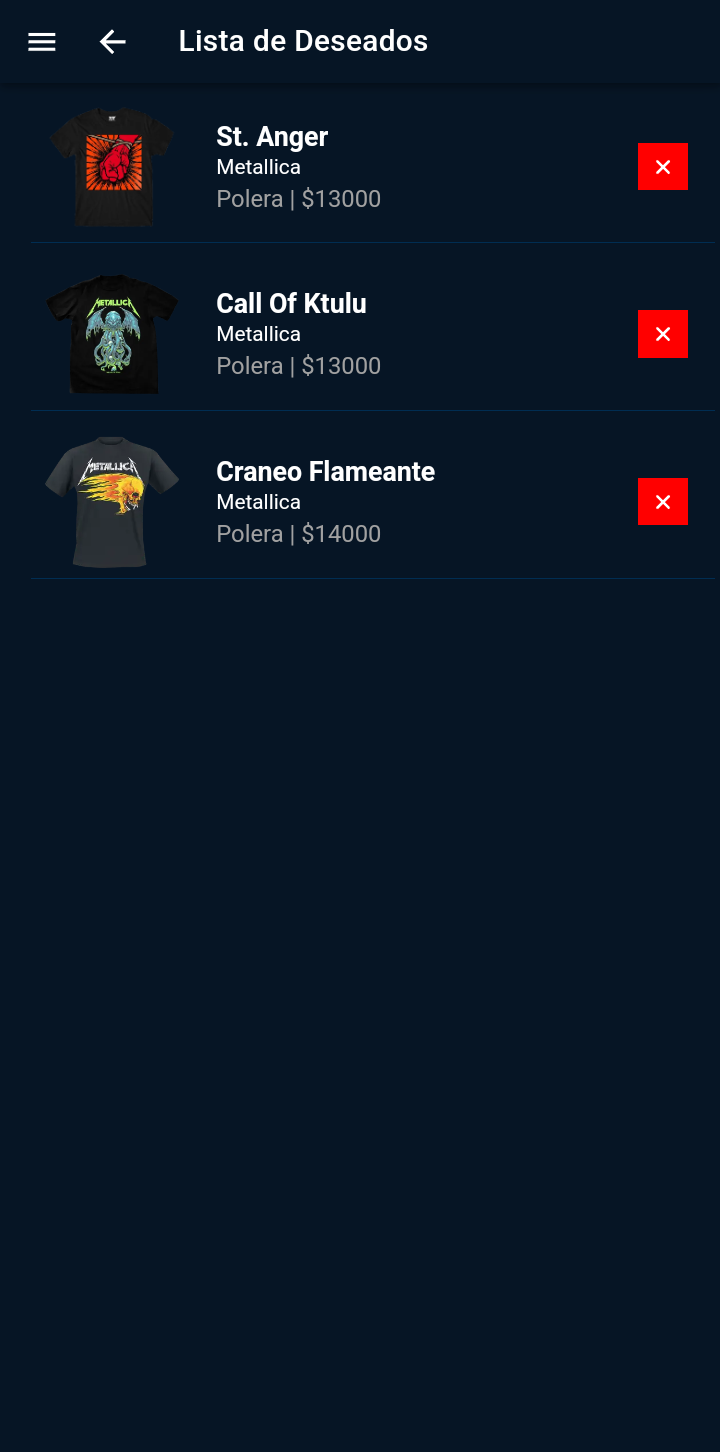 Lista de Deseados
St. Anger
Metallica
Polera | $13000
METALLICA
Call Of Ktulu
Metallica
Polera | $13000
METALLICA
Craneo Flameante
Metallica
Polera | $14000